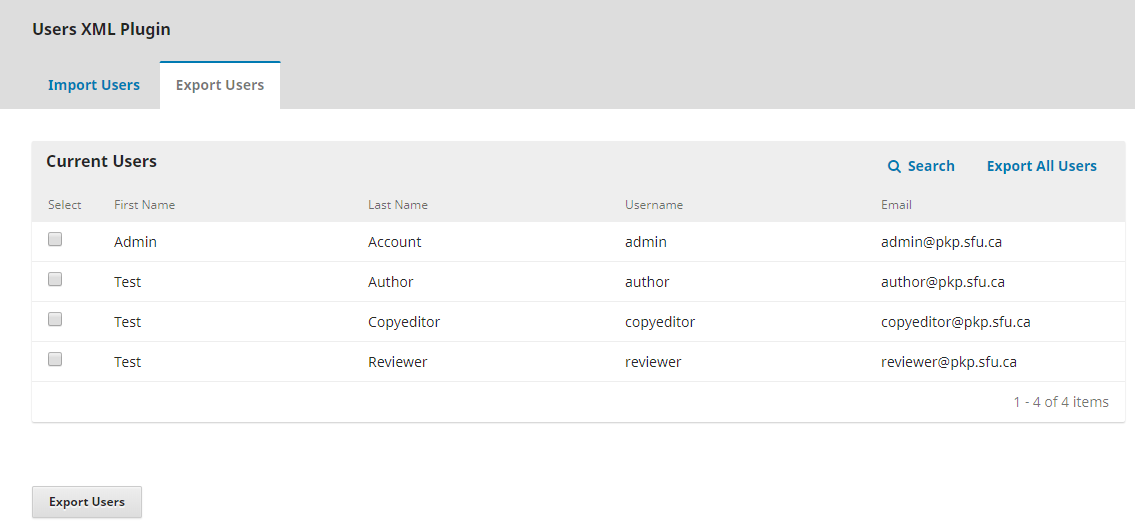 Users XML Plugin
Import Users Export Users
Current Users Search Export All Users
Select First Name Last Name Username Email
Admin Account admin admin@pkp.sfu.ca
Test Author author author@pkp.sfu.ca
Test Copyeditor copyeditor copyeditor@pkp.sfu.ca
Test Reviewer reviewer reviewer@pkp.sfu.ca
1 - 4 of 4 items
Export Users